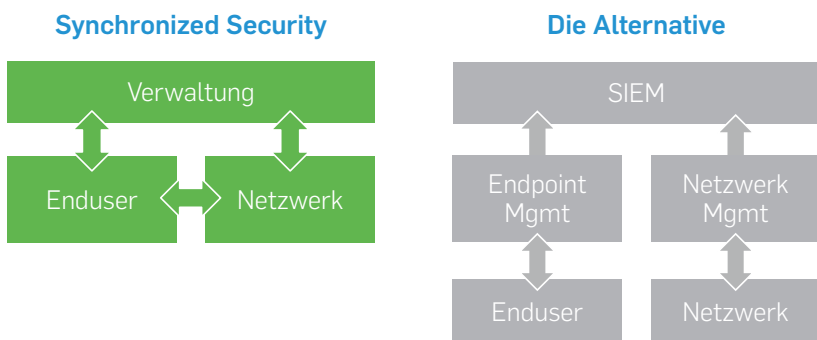 Synchronized Security
Verwaltung
Enduser
Netzwerk
Die Alternative
SIEM
Endpoint
Mgmt
Netzwerk
Mgmt
Enduser
Netzwerk